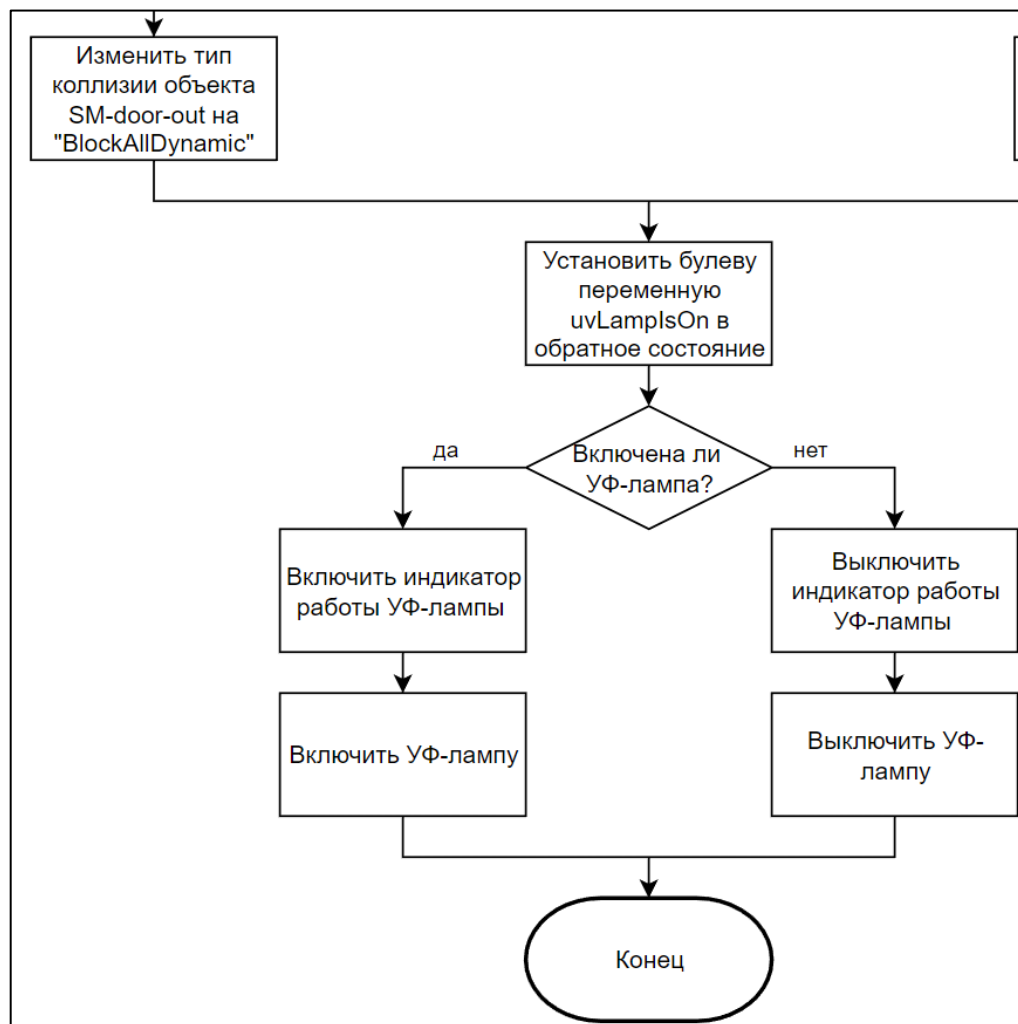 Изменить тип
коллизии объекта
SM-door-out на
"BlockAllDynamic"
Установить булеву
переменную
uvLampIsOn в
обратное состояние
да
Включена ли
УФ-лампа?
нет
Включить индикатор
работы УФ-лампы
Выключить
индикатор работы
УФ-лампы
Включить УФ-лампу
Выключить УФ-
лампу
Конец